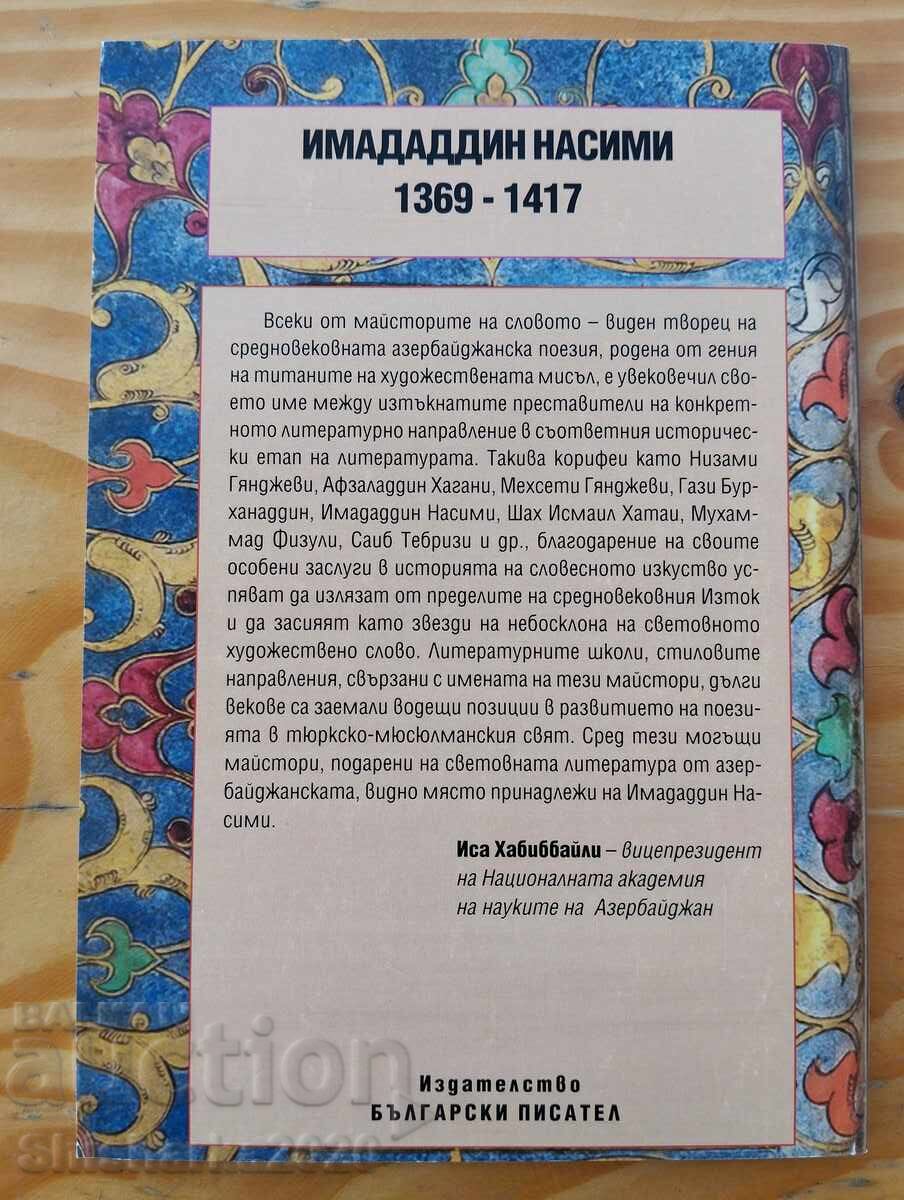 ИМАДАДДИН НАСИМИ
1369 - 1417
Всеки от майсторите на словото – виден творец на
средновековната азербайджанска поезия, родена от гения
на титаните на художествената мисъл, е увековечил сво-
ето име между изтъкнатите преставители на конкрет-
ното литературно направление в съответния историчес-
ки етап на литературата. Такива корифеи като Низами
Гянджеви, Афзаладдин Хагани, Мехсети Гянджеви, Гази Бур-
ханаддин, Имададдин Насими, Шах Исмаил Хатаи, Мухам-
мад Физули, Саиб Тебризи и др., благодарение на своите
особени заслуги в историята на словесното изкуство ус-
пяват да излязат от пределите на средновековния Изток
и да засияят като звезди на небосклона на световното
художествено слово. Литературните школи, стиловите
направления, свързани с имената на тези майстори, дълги
векове са заемали водещи позиции в развитието на поези-
ята в тюркско-мюсюлманския свят. Сред тези могъщи
майстори, подарени на световната литература от азер-
байджанската, видно място принадлежи на Имададдин На-
сими.
Иса Хабиббайли – вицепрезидент
на Националната академия
на науките на Азербайджан
BALKAN
auction
Издателство
БЪЛГАРСКИ ПИСАТЕЛ